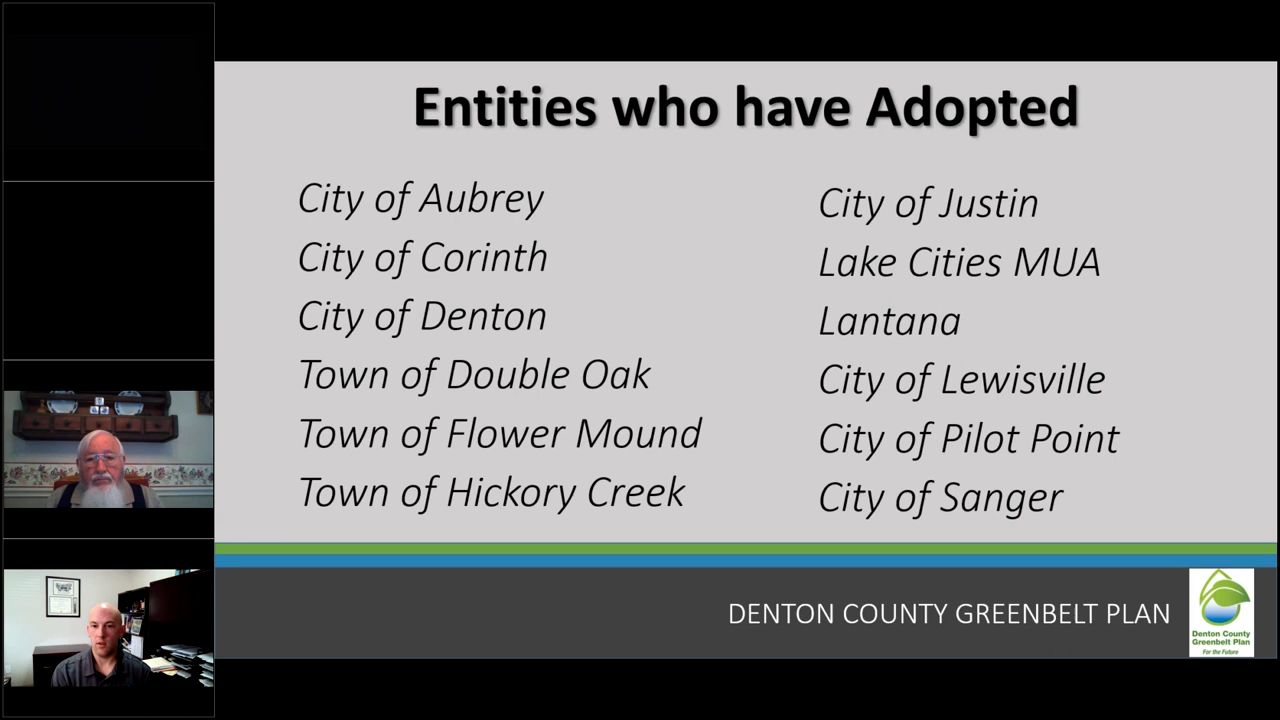 Entities who have Adopted
City of Aubrey
City of Corinth
City of Denton
Town of Double Oak
Town of Flower Mound
Town of Hickory Creek
City of Justin
Lake Cities MUA
Lantana
City of Lewisville
City of Pilot Point
City of Sanger
DENTON COUNTY GREENBELT PLAN
Denton County
Greenbelt Plan
For the Future